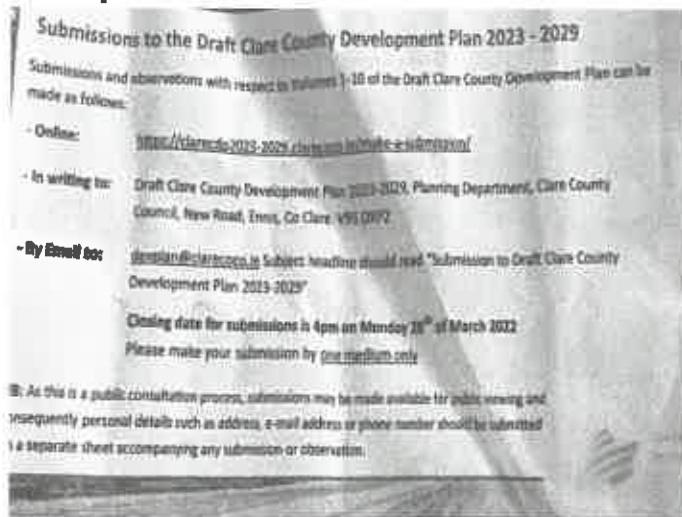 Submissions to the Draft Clare County Development Plan 2023 - 2029
Submissions and observations with respect to Volumes 1-10 of the Draft Clare County Development Plan can be
made as follows:
- Online:
- In writing to: Draft Clare County Development Plan 2023-2029, Planning Department, Clare County
Council, New Road, Ennis, Co Clare.
- By Email to: devplan@clarecoco.ie Subject headline should read "Submission to Draft Clare County
Development Plan 2023-2029"
Closing date for submissions is 4pm on Monday of March 2022
Please make your submission by one medium only
As this is a public consultation process, submissions may be made available for public viewing and
onsequently personal details such as address, e-mail address or phone number should be submitted
a separate sheet accompanying any submission or observation.